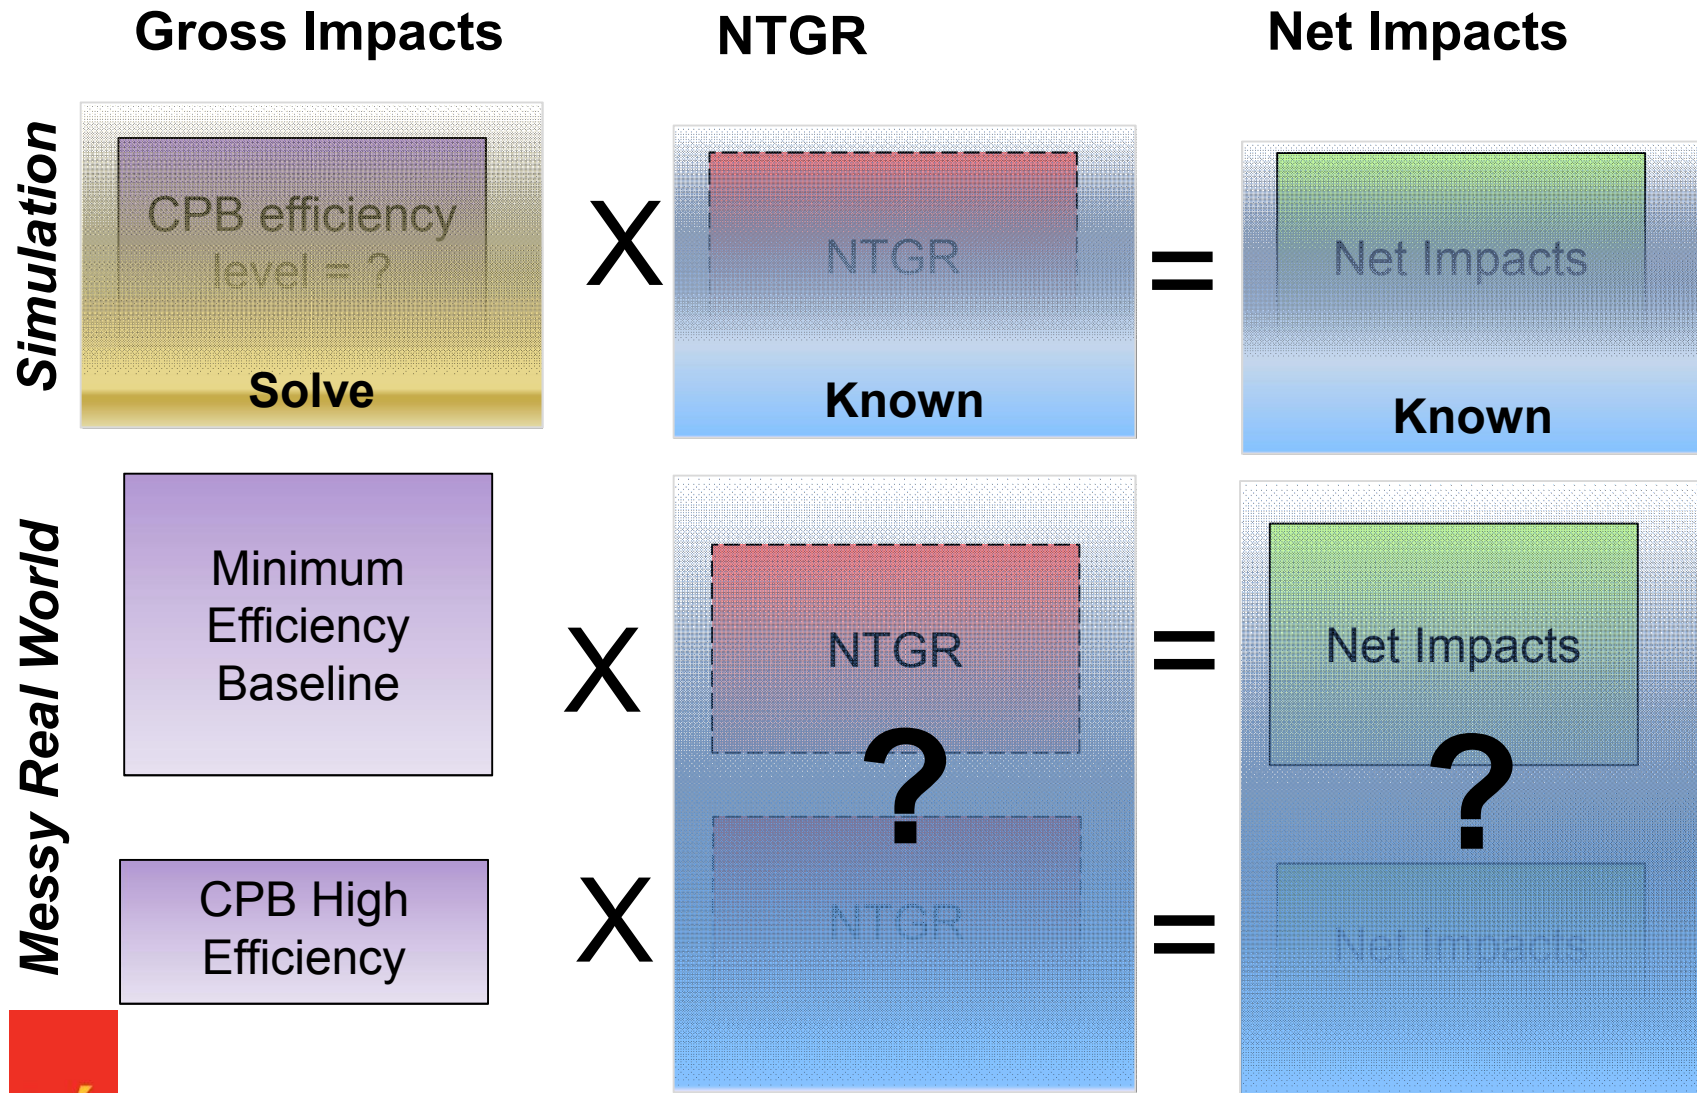 Gross Impacts
NTGR
Net Impacts
Simulation
CPB efficiency
level = ?
Solve
X
NTGR
Known
=
Net Impacts
Known
Messy Real World
Minimum
Efficiency
Baseline
X
NTGR
?
=
Net Impacts
?
CPB High
Efficiency
X
NTGR
=
Net Impacts